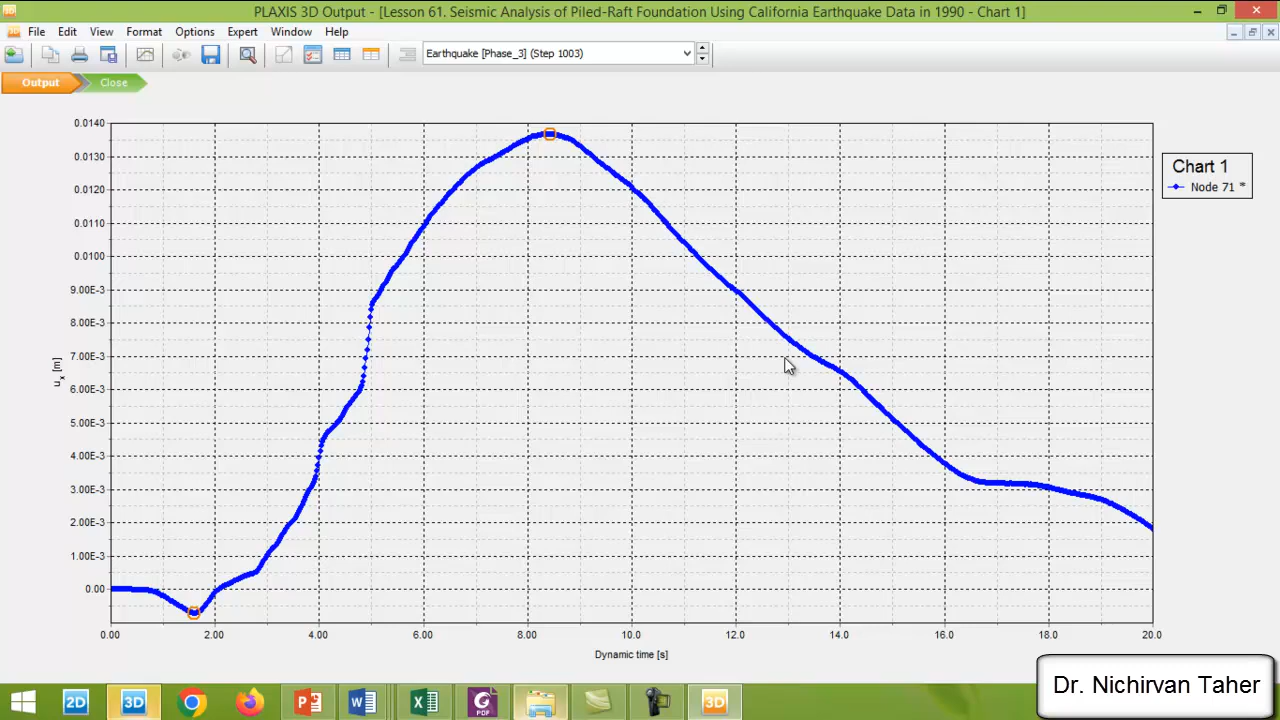 PLAXIS 3D Output - [Lesson 61. Seismic Analysis of Piled-Raft Foundation Using California Earthquake Data in 1990 - Chart 1]
File Edit View Format Options Expert Window Help
Earthquake [Phase_3] (Step 1003)
Output Close
0.0140
0.0130
0.0120
0.0110
0.0100
9.00E-3
8.00E-3
7.00E-3
6.00E-3
5.00E-3
4.00E-3
3.00E-3
2.00E-3
1.00E-3
0.00
ux [m]
Chart 1
Node 71 *
0.00 2.00 4.00 6.00 8.00 10.0 12.0 14.0 16.0 18.0 20.0
Dynamic time [s]
Dr. Nichirvan Taher
2D 3D P W X PDF 3D